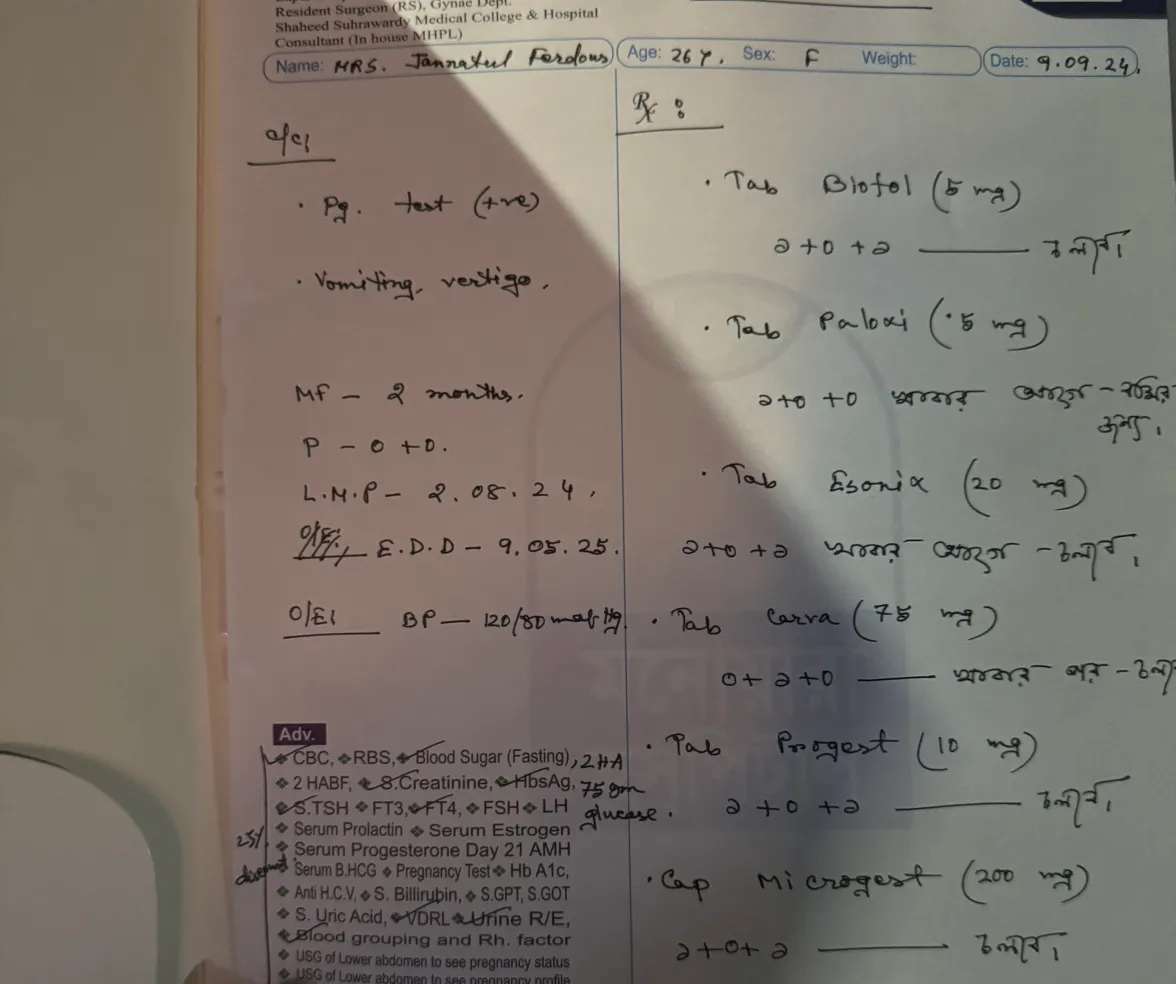 Resident Surgeon (RS), Gynae Dept.
Shaheed Suhrawardy Medical College & Hospital
Consultant (In house MHPL)
Name: MRS. Jannatul Ferdous Age: 26 Y. Sex: F Weight: Date: 9.09.24.
C/C/
• Pg. test (+ve)
• Vomiting, vertigo.
MF – 2 months.
P – 0 + 0.
L.M.P – 2.08.24,
E.D.D – 9.05.25.
O/E/ BP — 120/80 mm of Hg.
Adv.
❖ CBC, ❖ RBS, ❖ Blood Sugar (Fasting), 2HA
❖ 2 HABF, ❖ S.Creatinine, ❖ HbsAg, 75 gm
❖ S.TSH ❖ FT3, ❖ FT4, ❖ FSH ❖ LH glucose.
❖ Serum Prolactin ❖ Serum Estrogen
25%
❖ Serum Progesterone Day 21 AMH
❖ Serum B.HCG ❖ Pregnancy Test ❖ Hb A1c,
❖ Anti H.C.V, ❖ S. Billirubin, ❖ S.GPT, S.GOT
❖ S. Uric Acid, ❖ VDRL ❖ Urine R/E,
❖ Blood grouping and Rh. factor
❖ USG of Lower abdomen to see pregnancy status
❖ USG of Lower abdomen to see pregnancy profile
Rx :
• Tab Biofol (5 mg)
১+০+১ —— চলবে।
• Tab Paloxi (.5 mg)
১+০+০ খাবার আগে – বমির
জন্য।
• Tab Esonix (20 mg)
১+০+১ খাবার আগে – চলবে।
• Tab Carva (75 mg)
০+১+০ —— খাবার পর – চল
• Tab Progest (10 mg)
১+০+১ —— চলবে।
• Cap Microgest (200 mg)
১+০+১ —— চলবে।